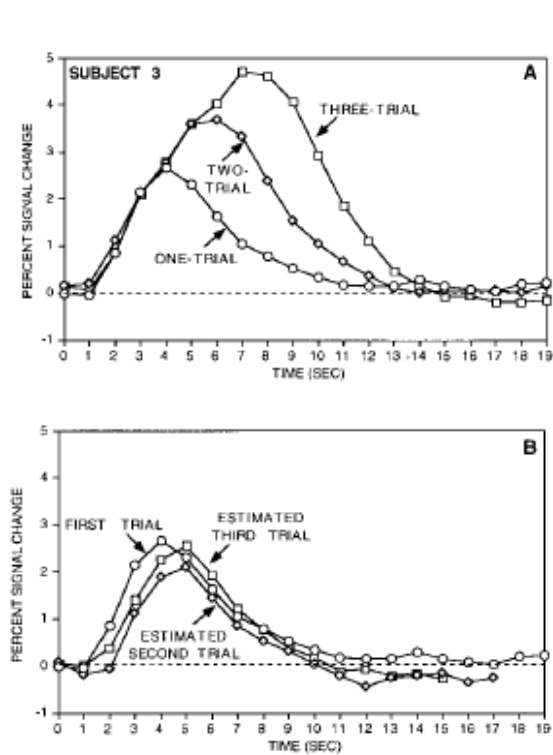 5
SUBJECT 3
A
4
THREE-TRIAL
3
TWO-
TRIAL
2
1
ONE-TRIAL
0
-1
PERCENT SIGNAL CHANGE
0 1 2 3 4 5 6 7 8 9 10 11 12 13 -14 15 16 17 18 19
TIME (SEC)
5
B
4
3
FIRST TRIAL
ESTIMATED
THIRD TRIAL
2
1
ESTIMATED
SECOND TRIAL
0
-1
PERCENT SIGNAL CHANGE
0 1 2 3 4 5 6 7 8 9 10 11 12 13 14 15 16 17 18 19
TIME (SEC)